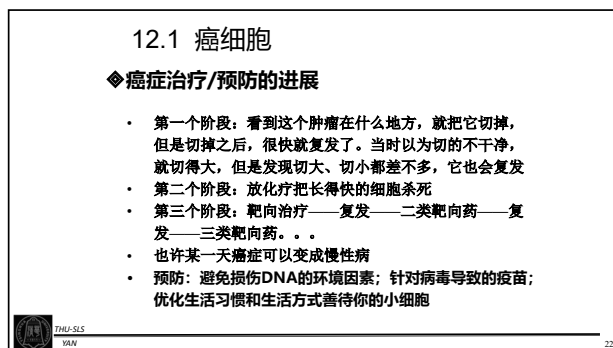 12.1 癌细胞
癌症治疗/预防的进展
• 第一个阶段：看到这个肿瘤在什么地方，就把它切掉，
但是切掉之后，很快就复发了。当时以为切的不干净，
就切得大，但是发现切大、切小都差不多，它也会复发
• 第二个阶段：放化疗把长得快的细胞杀死
• 第三个阶段：靶向治疗——复发——二类靶向药——复
发——三类靶向药。。。
• 也许某一天癌症可以变成慢性病
• 预防：避免损伤DNA的环境因素；针对病毒导致的疫苗；
优化生活习惯和生活方式善待你的小细胞
THU-SLS
YAN
22